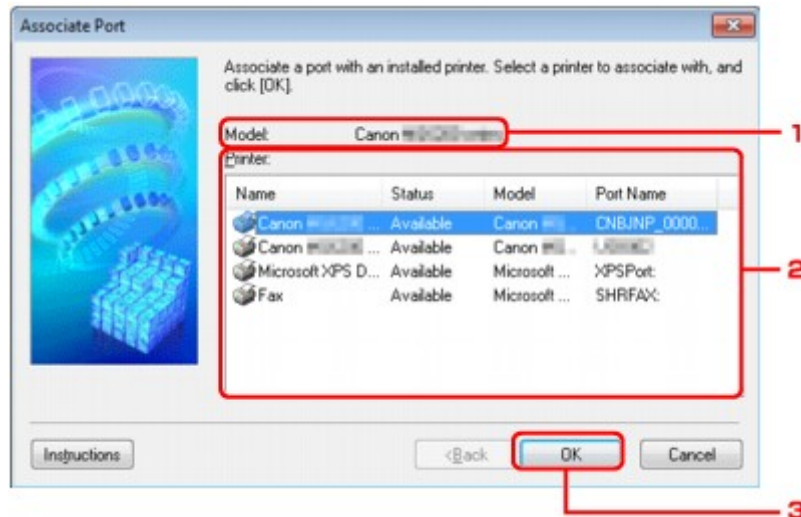 Associate Port
Associate a port with an installed printer. Select a printer to associate with, and
click [OK].
Model: Canon
1
Printer:
Name Status Model Port Name
Canon ... Available Canon ... CNBJNP_0000...
Canon ... Available Canon ...
Microsoft XPS D... Available Microsoft ... XPSPort:
Fax Available Microsoft ... SHRFAX:
2
Instructions <Back OK Cancel
3